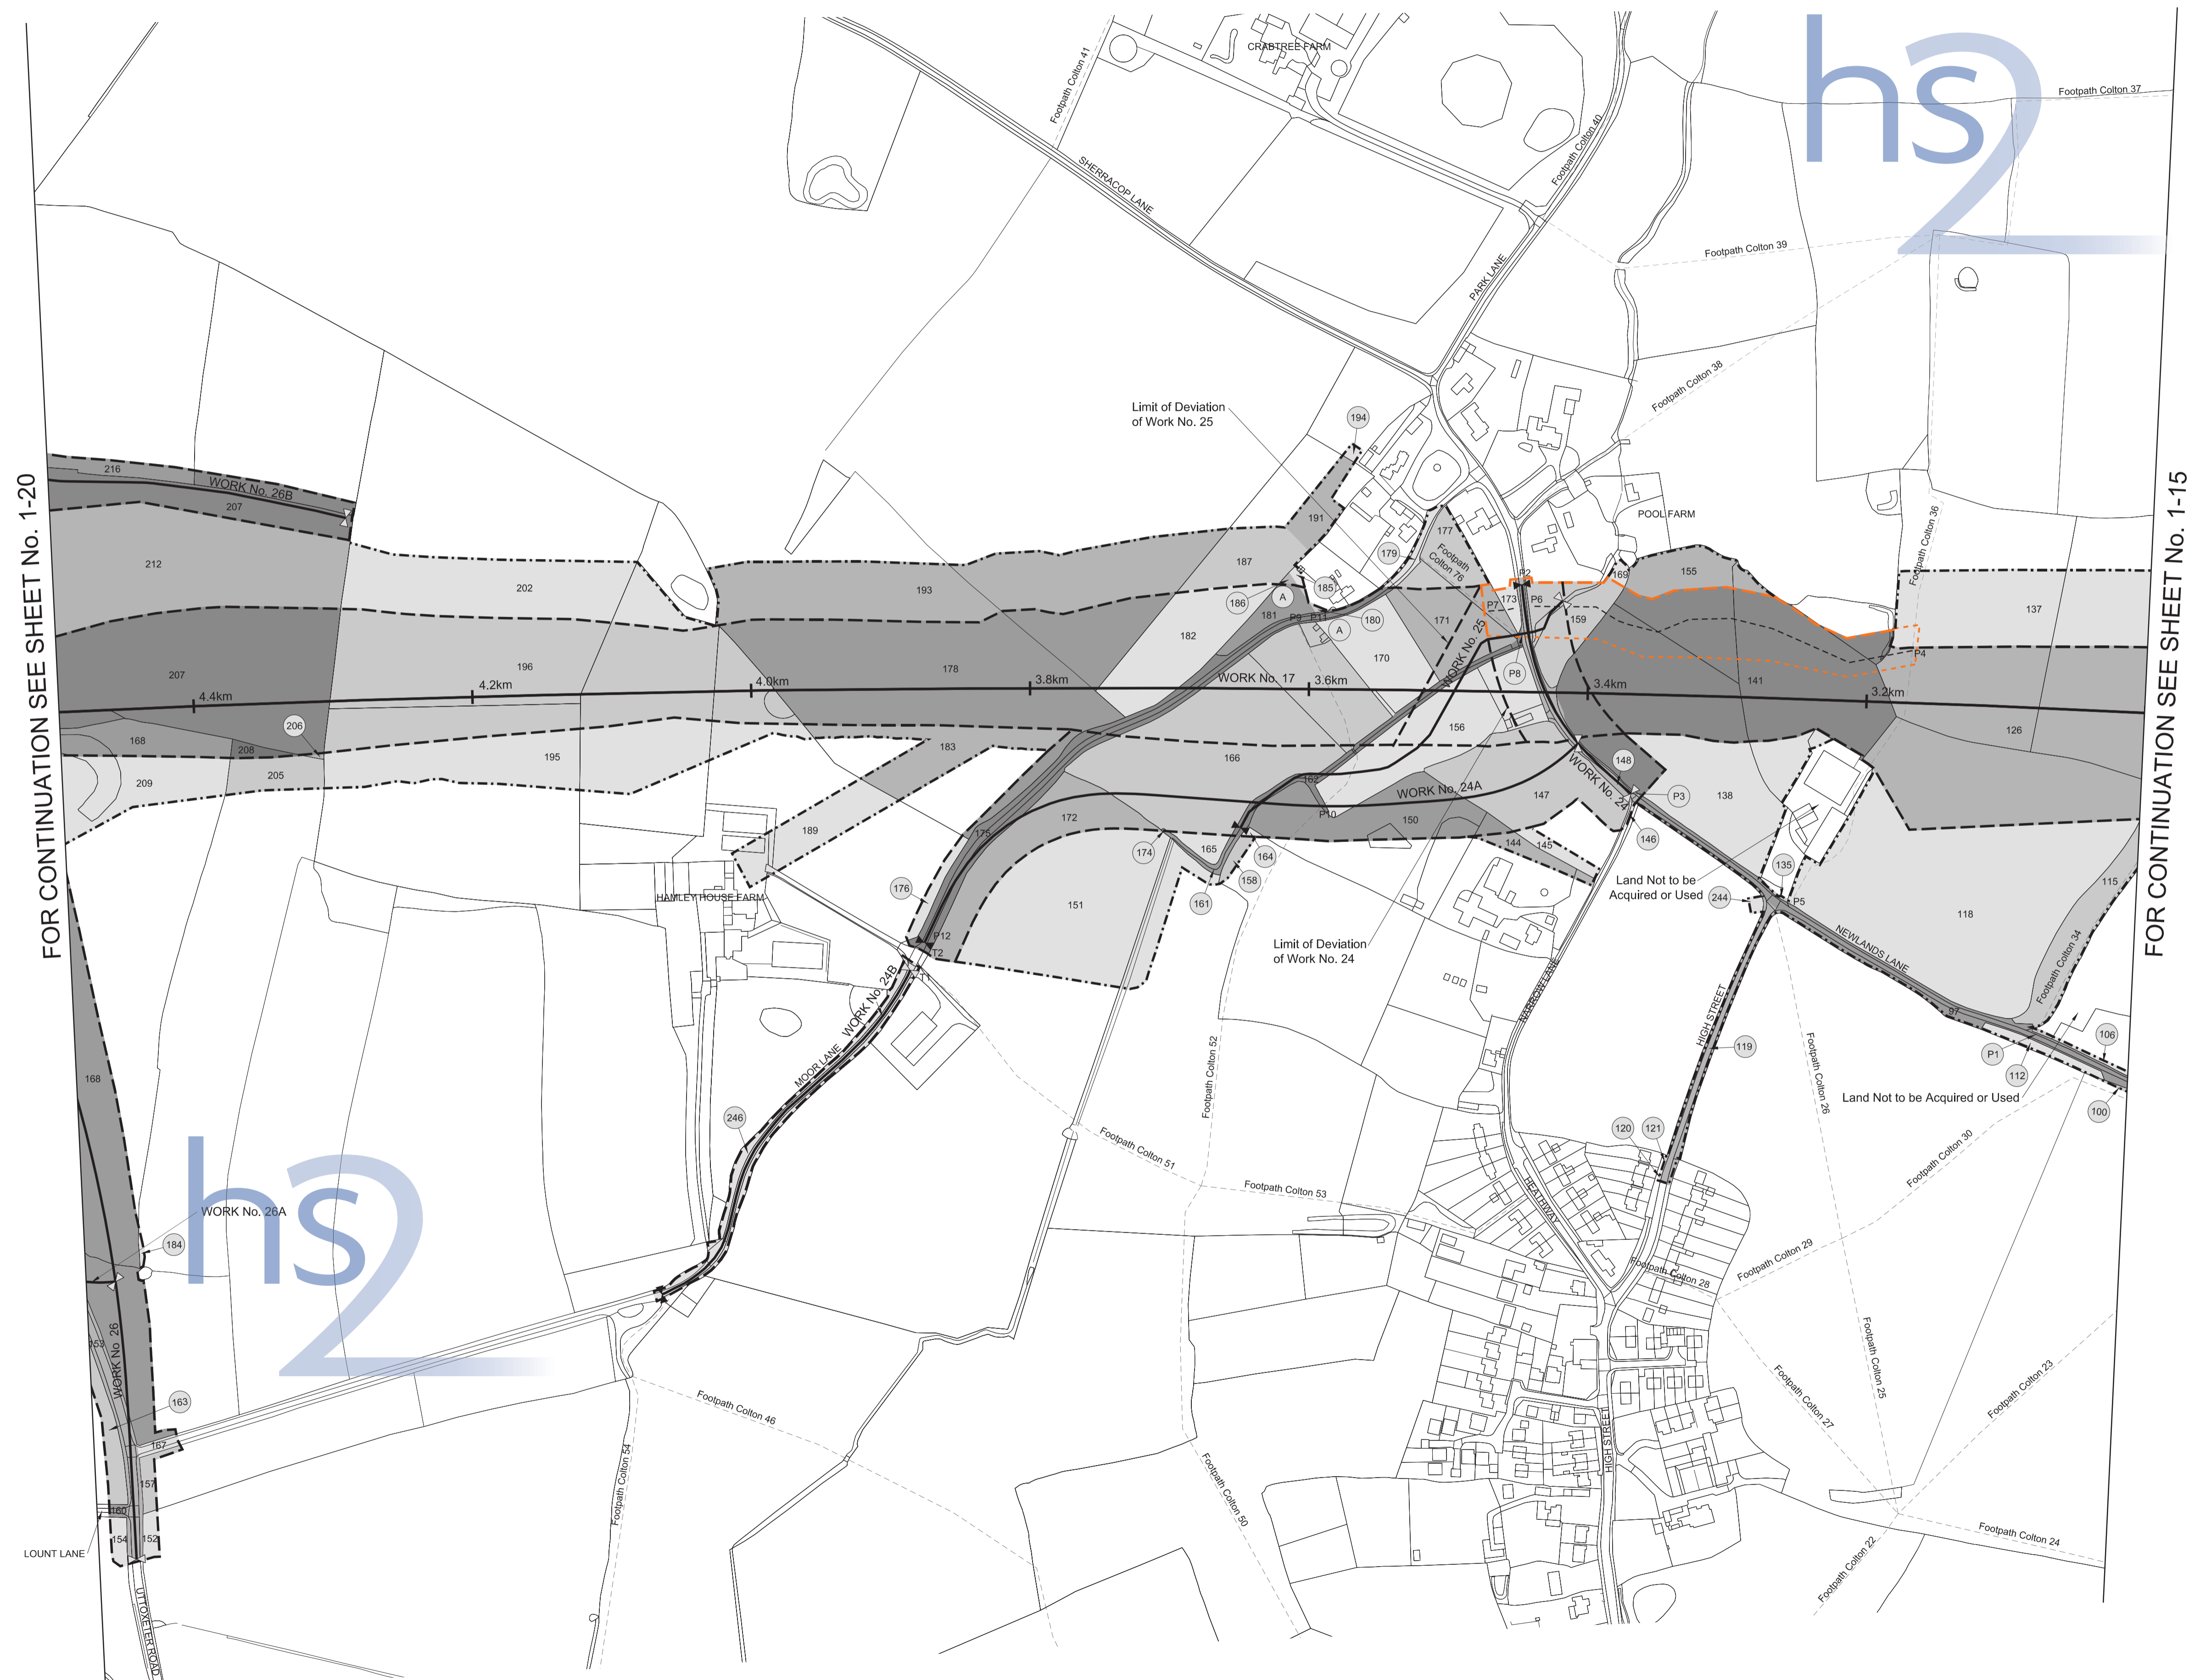 CRABTREE FARM
hs2
Footpath Colton 41
Footpath Colton 37
Footpath Colton 40
SHERRACOP LANE
Footpath Colton 39
PARK LANE
Footpath Colton 38
Limit of Deviation
of Work No. 25
194
FOR CONTINUATION SEE SHEET No. 1-20
FOR CONTINUATION SEE SHEET No. 1-15
216
WORK No. 26B
207
191
177
POOL FARM
Footpath Colton 36
212
202
193
187
179
Footpath
Colton 76
P2
169
155
137
185
186
A
181
P9
P11
180
A
P7
173
P6
171
159
182
WORK No. 25
P4
207
196
178
170
P8
141
4.4km
4.2km
4.0km
3.8km
WORK No. 17
3.6km
3.4km
3.2km
206
168
208
183
156
126
195
166
148
209
205
162
WORK No. 24
WORK No. 24A
147
P3
138
189
175
172
P10
150
146
174
165
164
144
145
135
Land Not to be
Acquired or Used
158
176
161
244
P5
115
HAMLEY HOUSE FARM
151
118
P12
T2
T1
Limit of Deviation
of Work No. 24
NEWLANDS LANE
Footpath Colton 34
WORK No. 24B
NARROW LANE
HIGH STREET
97
106
119
P1
112
MOOR LANE
Footpath Colton 52
Footpath Colton 26
168
Land Not to be Acquired or Used
100
246
120
121
Footpath Colton 51
Footpath Colton 30
Footpath Colton 53
HEATHWAY
hs2
WORK No. 26A
184
Footpath Colton 28
Footpath Colton 29
153
WORK No. 26
163
Footpath Colton 46
Footpath Colton 25
Footpath Colton 27
Footpath Colton 23
167
157
Footpath Colton 54
HIGH STREET
Footpath Colton 50
160
154
152
LOUNT LANE
Footpath Colton 24
Footpath Colton 22
UTTOXETER ROAD